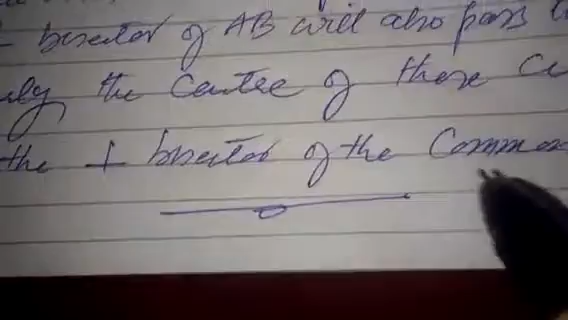 ⊥ bisector of AB will also pass
the centre of these
the ⊥ bisector of the Common